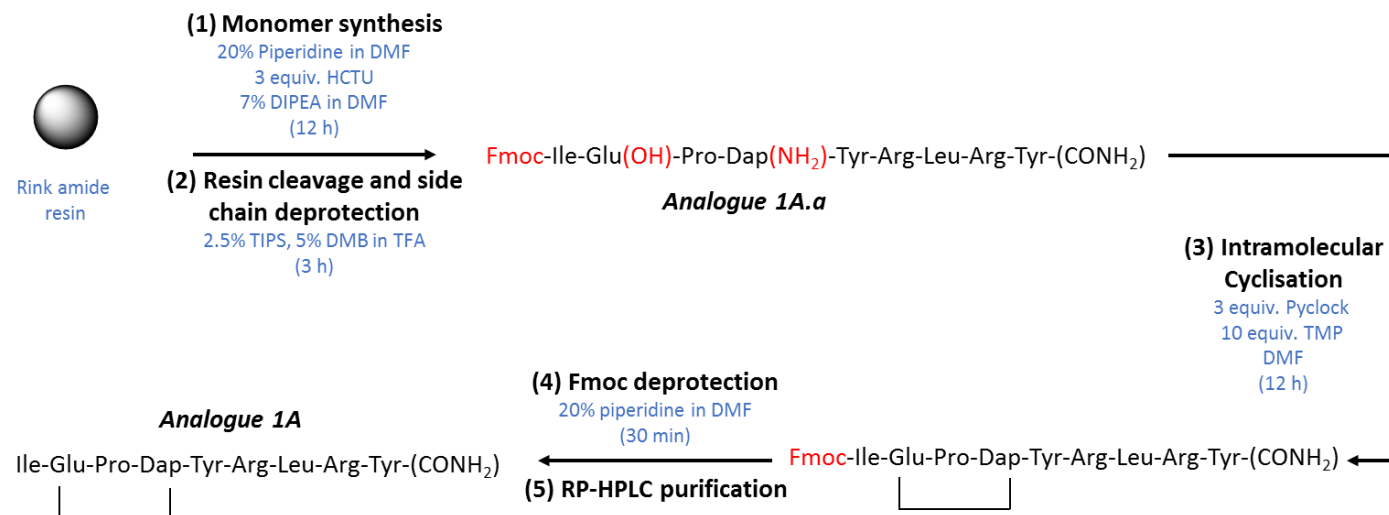 (1) Monomer synthesis
20% Piperidine in DMF
3 equiv. HCTU
7% DIPEA in DMF
(12 h)
Rink amide
resin
(2) Resin cleavage and side
chain deprotection
2.5% TIPS, 5% DMB in TFA
(3 h)
Fmoc-Ile-Glu(OH)-Pro-Dap(NH₂)-Tyr-Arg-Leu-Arg-Tyr-(CONH₂)
Analogue 1A.a
(3) Intramolecular
Cyclisation
3 equiv. Pyclock
10 equiv. TMP
DMF
(12 h)
Fmoc-Ile-Glu-Pro-Dap-Tyr-Arg-Leu-Arg-Tyr-(CONH₂)
(4) Fmoc deprotection
20% piperidine in DMF
(30 min)
(5) RP-HPLC purification
Analogue 1A
Ile-Glu-Pro-Dap-Tyr-Arg-Leu-Arg-Tyr-(CONH₂)